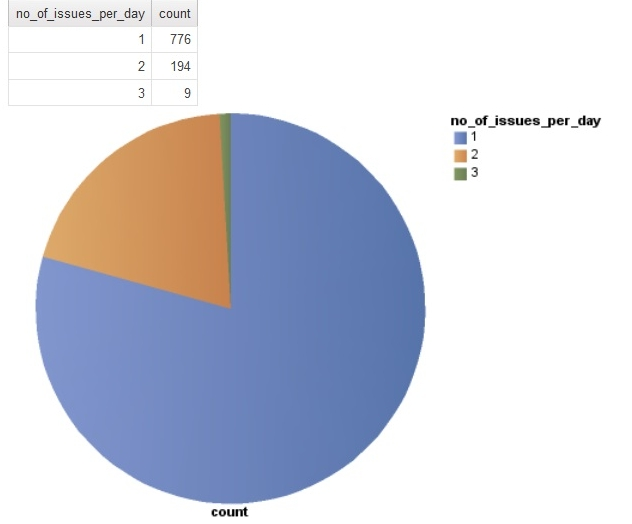 no_of_issues_per_day count
1 776
2 194
3 9
no_of_issues_per_day
1
2
3
count